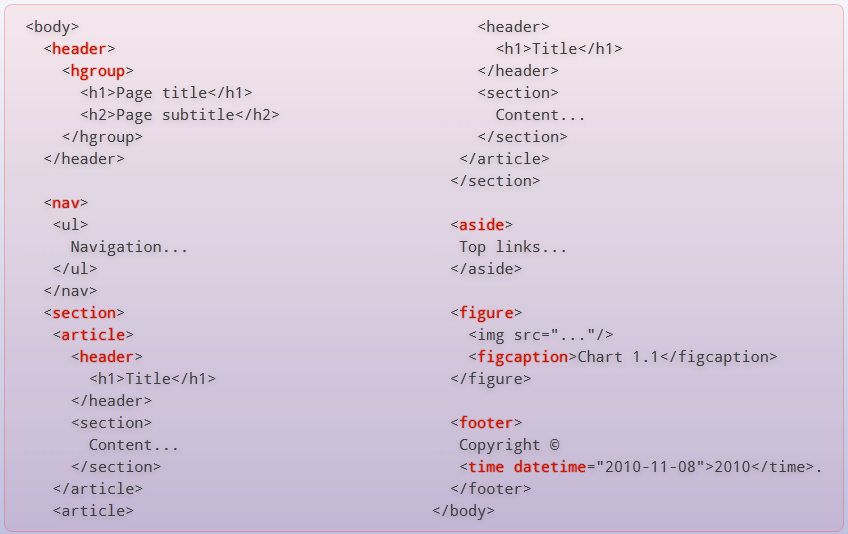 <body>
  <header>
    <hgroup>
      <h1>Page title</h1>
      <h2>Page subtitle</h2>
    </hgroup>
  </header>

  <nav>
   <ul>
     Navigation...
   </ul>
  </nav>
  <section>
   <article>
     <header>
       <h1>Title</h1>
     </header>
     <section>
       Content...
     </section>
   </article>
   <article>
     <header>
       <h1>Title</h1>
     </header>
     <section>
       Content...
     </section>
   </article>
  </section>

  <aside>
   Top links...
  </aside>

  <figure>
    <img src="..."/>
    <figcaption>Chart 1.1</figcaption>
  </figure>

  <footer>
   Copyright ©
    <time datetime="2010-11-08">2010</time>.
  </footer>
</body>